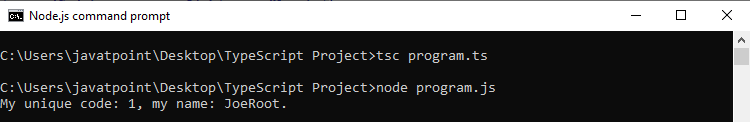 Node.js command prompt
C:\Users\javatpoint\Desktop\TypeScript Project>tsc program.ts
C:\Users\javatpoint\Desktop\TypeScript Project>node program.js
My unique code: 1, my name: JoeRoot.